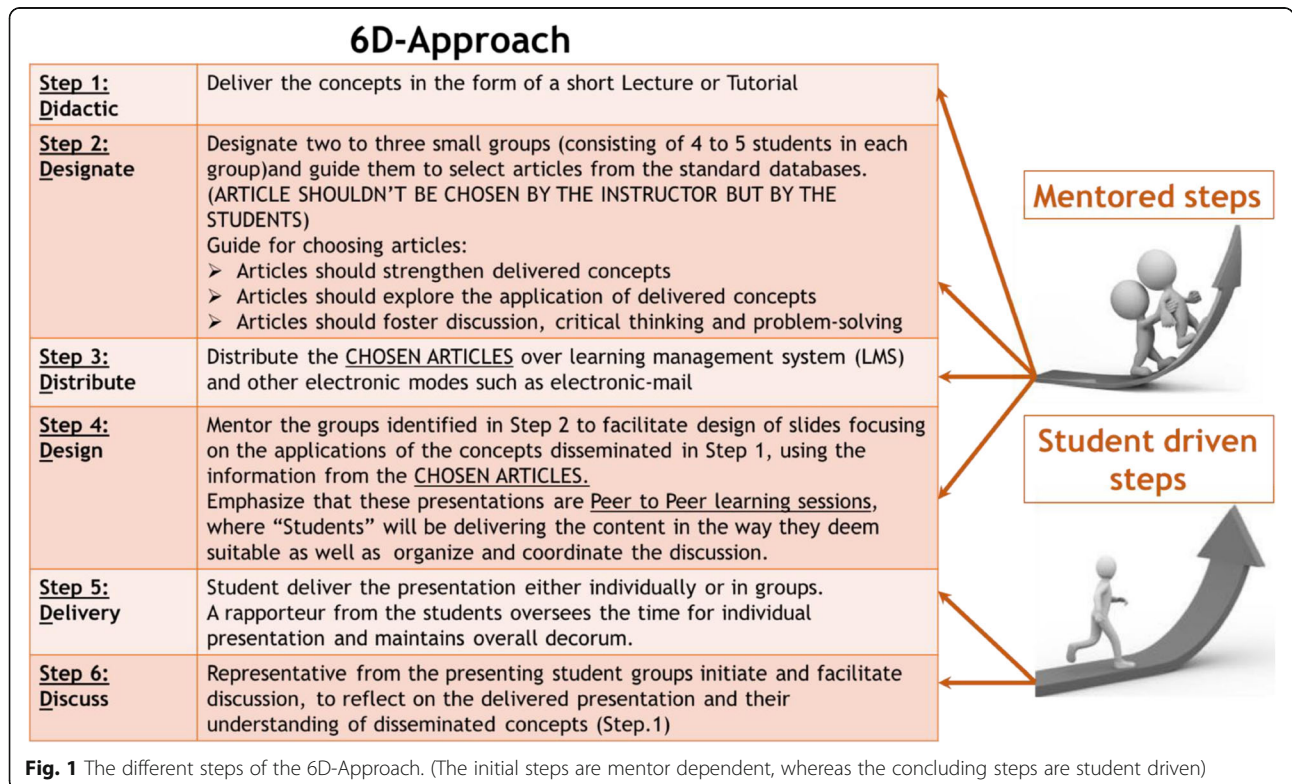 6D-Approach
Step 1:
Didactic
Deliver the concepts in the form of a short Lecture or Tutorial
Step 2:
Designate
Designate two to three small groups (consisting of 4 to 5 students in each
group)and guide them to select articles from the standard databases.
(ARTICLE SHOULDN'T BE CHOSEN BY THE INSTRUCTOR BUT BY THE
STUDENTS)
Guide for choosing articles:
➢ Articles should strengthen delivered concepts
➢ Articles should explore the application of delivered concepts
➢ Articles should foster discussion, critical thinking and problem-solving
Step 3:
Distribute
Distribute the CHOSEN ARTICLES over learning management system (LMS)
and other electronic modes such as electronic-mail
Step 4:
Design
Mentor the groups identified in Step 2 to facilitate design of slides focusing
on the applications of the concepts disseminated in Step 1, using the
information from the CHOSEN ARTICLES.
Emphasize that these presentations are Peer to Peer learning sessions,
where “Students” will be delivering the content in the way they deem
suitable as well as organize and coordinate the discussion.
Step 5:
Delivery
Student deliver the presentation either individually or in groups.
A rapporteur from the students oversees the time for individual
presentation and maintains overall decorum.
Step 6:
Discuss
Representative from the presenting student groups initiate and facilitate
discussion, to reflect on the delivered presentation and their
understanding of disseminated concepts (Step.1)
Mentored steps
Student driven
steps
Fig. 1 The different steps of the 6D-Approach. (The initial steps are mentor dependent, whereas the concluding steps are student driven)